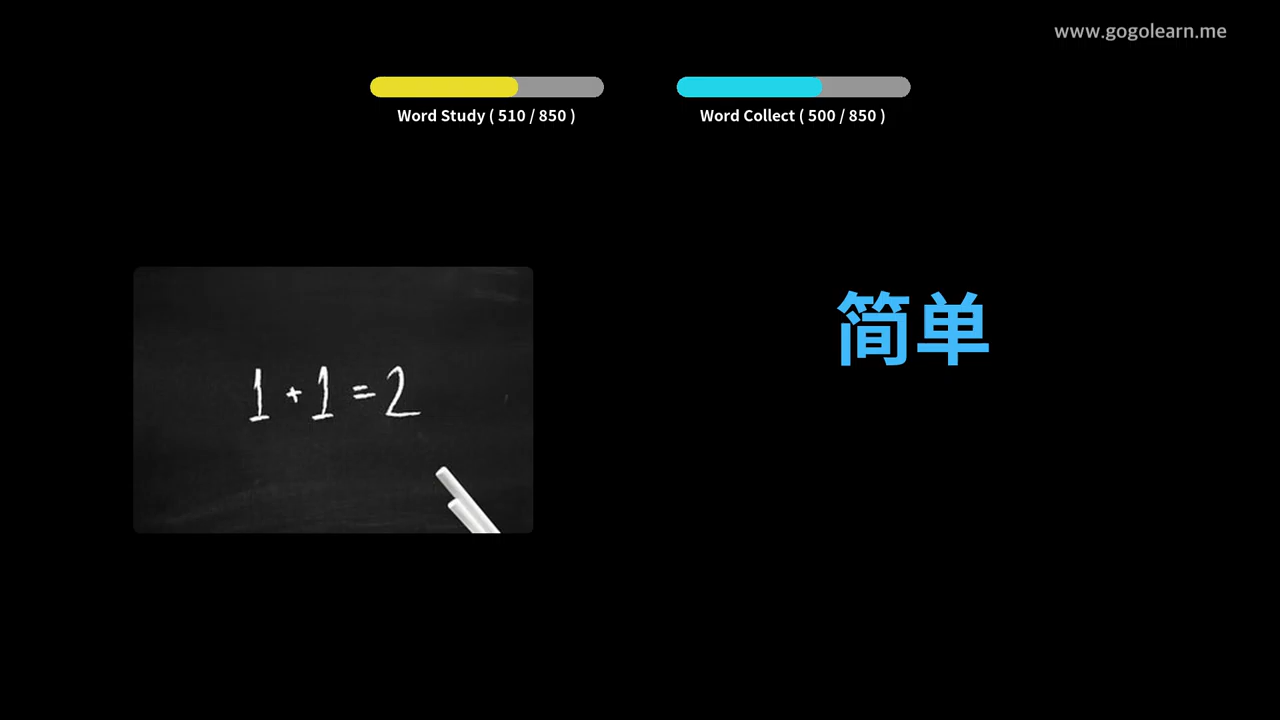 www.gogolearn.me
Word Study ( 510 / 850 )
Word Collect ( 500 / 850 )
简单
1 + 1 = 2